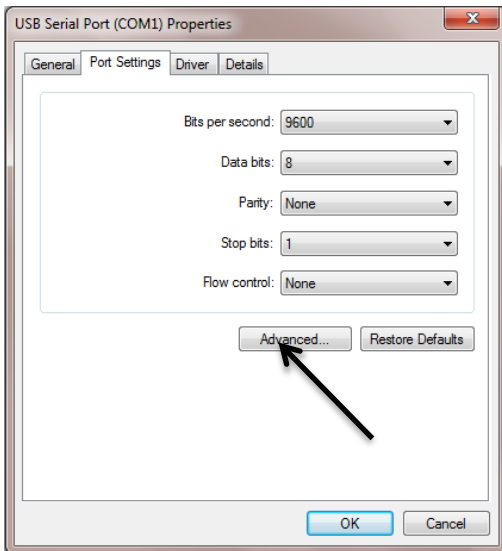 USB Serial Port (COM1) Properties
General Port Settings Driver Details
Bits per second: 9600
Data bits: 8
Parity: None
Stop bits: 1
Flow control: None
Advanced... Restore Defaults
OK Cancel